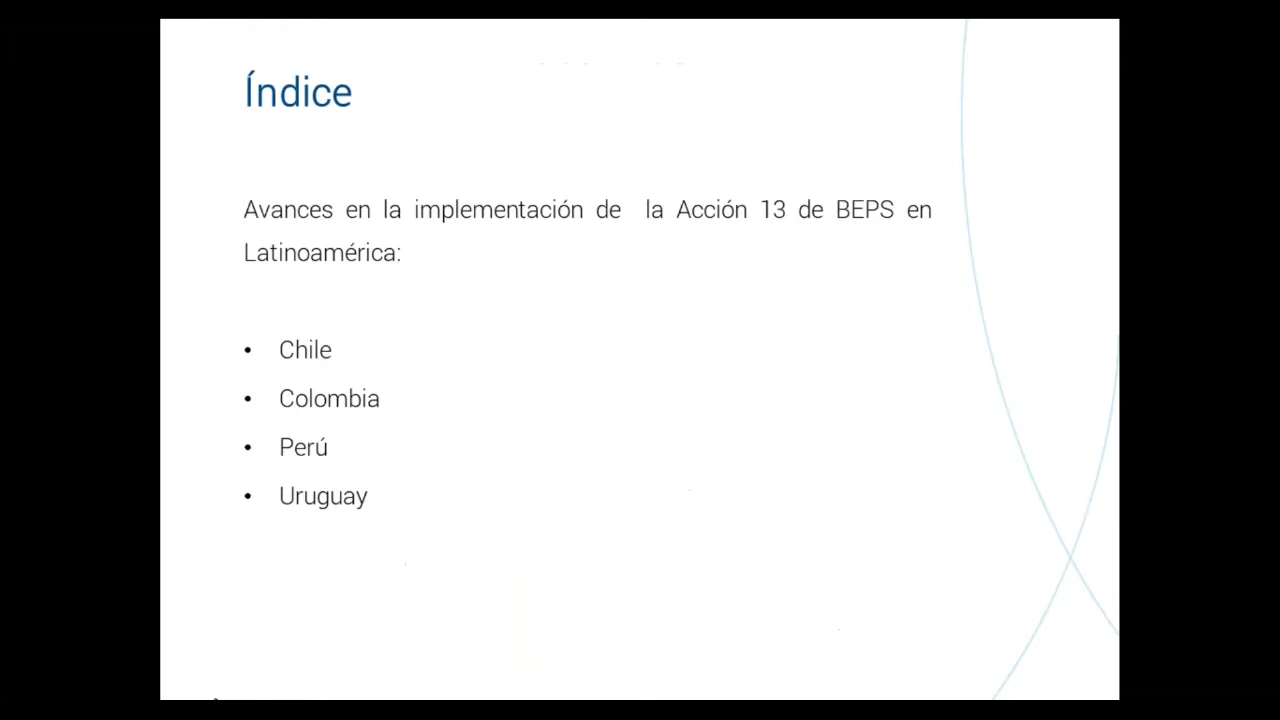 Índice
Avances en la implementación de la Acción 13 de BEPS en
Latinoamérica:
• Chile
• Colombia
• Perú
• Uruguay